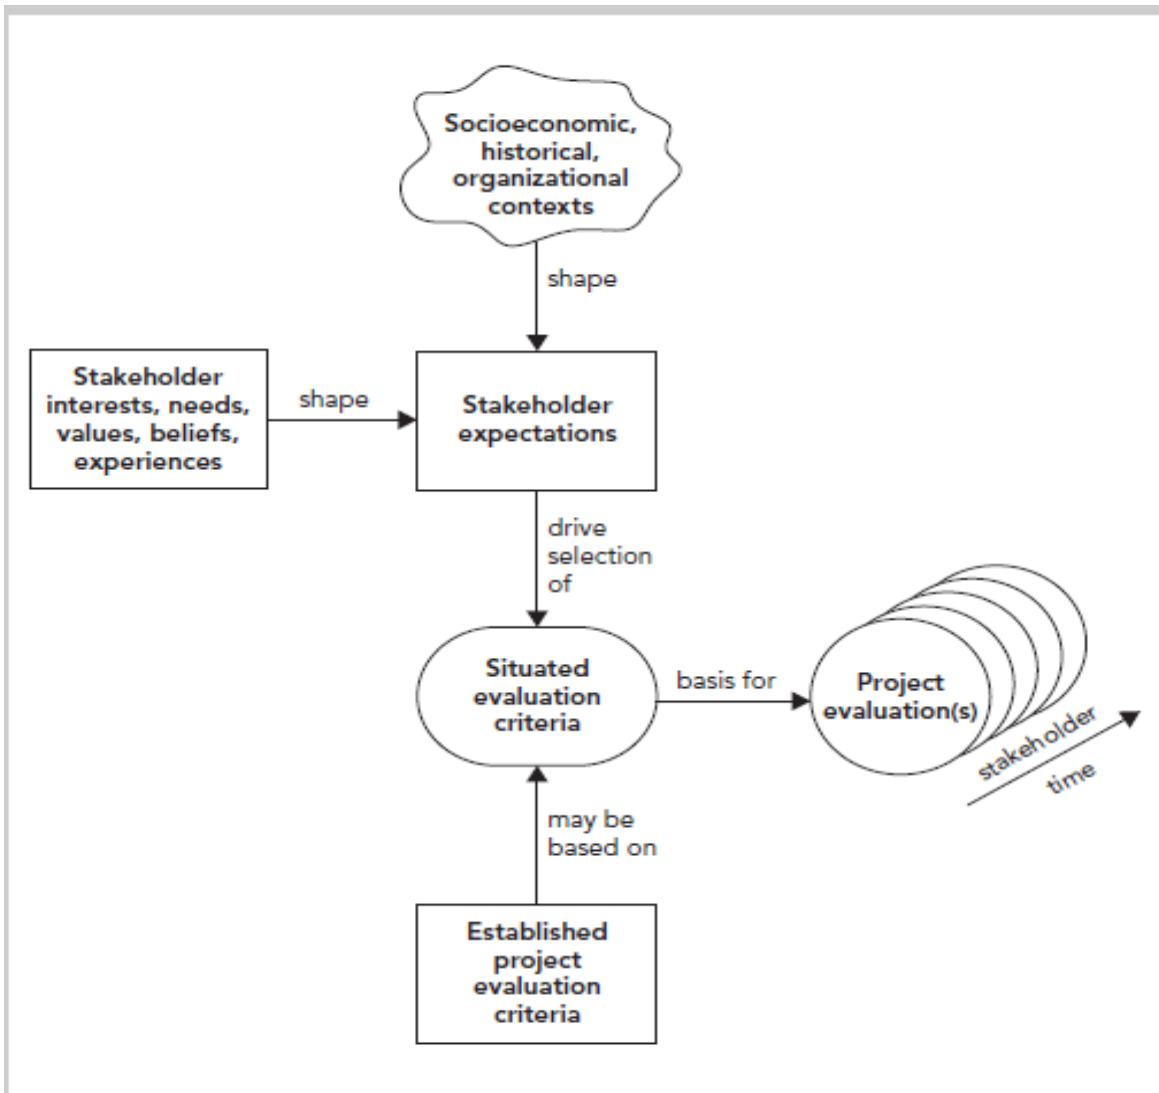 Socioeconomic,
historical,
organizational
contexts
shape
Stakeholder
interests, needs,
values, beliefs,
experiences
shape
Stakeholder
expectations
drive
selection
of
Situated
evaluation
criteria
basis for
Project
evaluation(s)
stakeholder
time
may be
based on
Established
project
evaluation
criteria